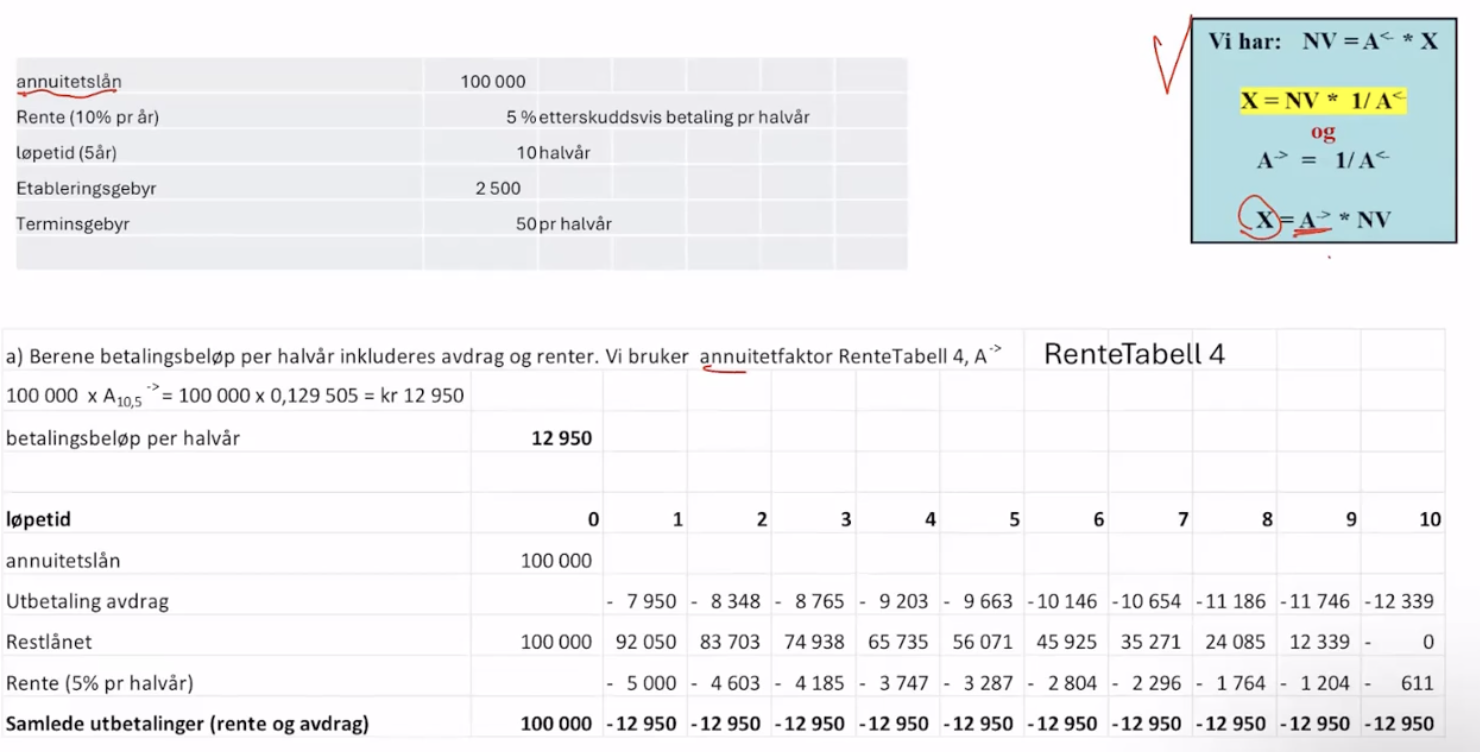 Vi har: NV = A<- * X
X = NV * 1/ A<-
og
A-> = 1/ A<-
X = A-> * NV
annuitetslån 100 000
Rente (10% pr år) 5 % etterskuddsvis betaling pr halvår
løpetid (5år) 10 halvår
Etableringsgebyr 2 500
Terminsgebyr 50 pr halvår
a) Berene betalingsbeløp per halvår inkluderes avdrag og renter. Vi bruker annuitetfaktor RenteTabell 4, A-> RenteTabell 4
100 000 x A10,5-> = 100 000 x 0,129 505 = kr 12 950
betalingsbeløp per halvår 12 950
løpetid 0 1 2 3 4 5 6 7 8 9 10
annuitetslån 100 000
Utbetaling avdrag - 7 950 - 8 348 - 8 765 - 9 203 - 9 663 -10 146 -10 654 -11 186 -11 746 -12 339
Restlånet 100 000 92 050 83 703 74 938 65 735 56 071 45 925 35 271 24 085 12 339 - 0
Rente (5% pr halvår) - 5 000 - 4 603 - 4 185 - 3 747 - 3 287 - 2 804 - 2 296 - 1 764 - 1 204 - 611
Samlede utbetalinger (rente og avdrag) 100 000 -12 950 -12 950 -12 950 -12 950 -12 950 -12 950 -12 950 -12 950 -12 950 -12 950